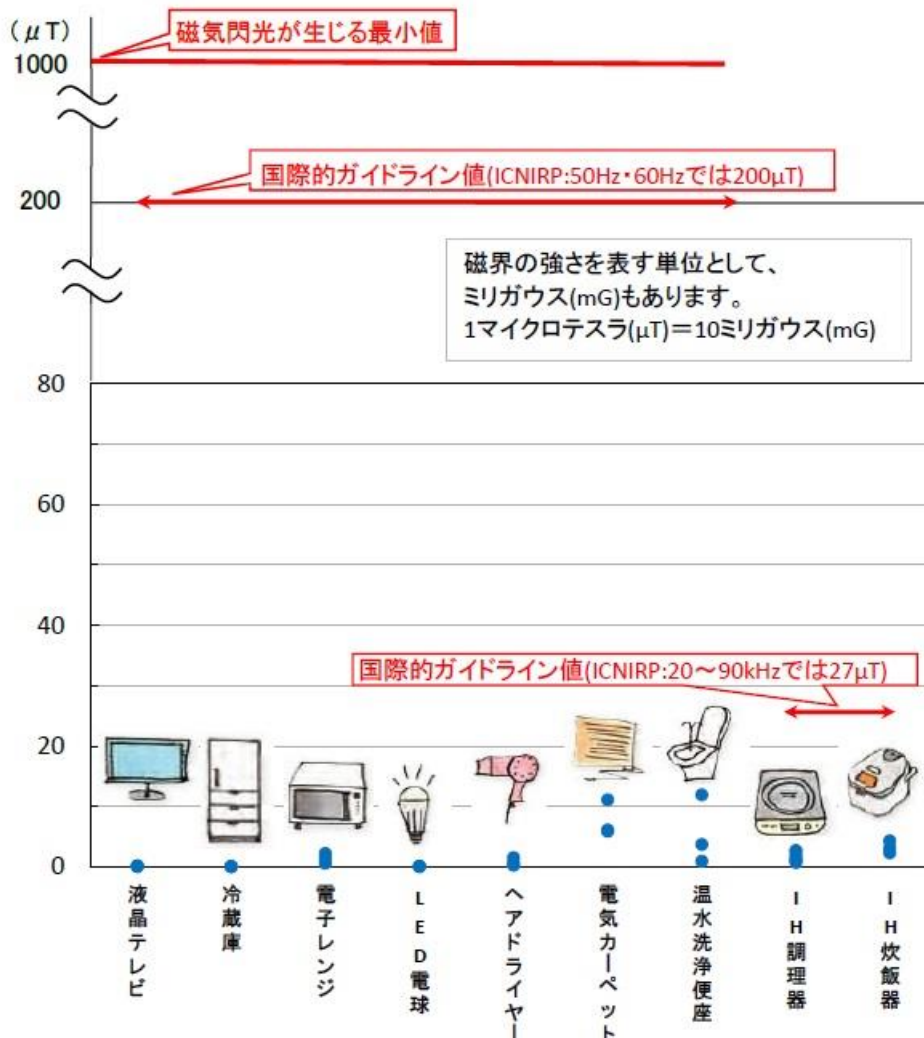 (μT)
磁気閃光が生じる最小値
1000
国際的ガイドライン値(ICNIRP:50Hz・60Hzでは200μT)
200
磁界の強さを表す単位として、
ミリガウス(mG)もあります。
1マイクロテスラ(μT)＝10ミリガウス(mG)
80
60
40
国際的ガイドライン値(ICNIRP:20～90kHzでは27μT)
20
0
液晶テレビ
冷蔵庫
電子レンジ
LED電球
ヘアドライヤー
電気カーペット
温水洗浄便座
IH調理器
IH炊飯器